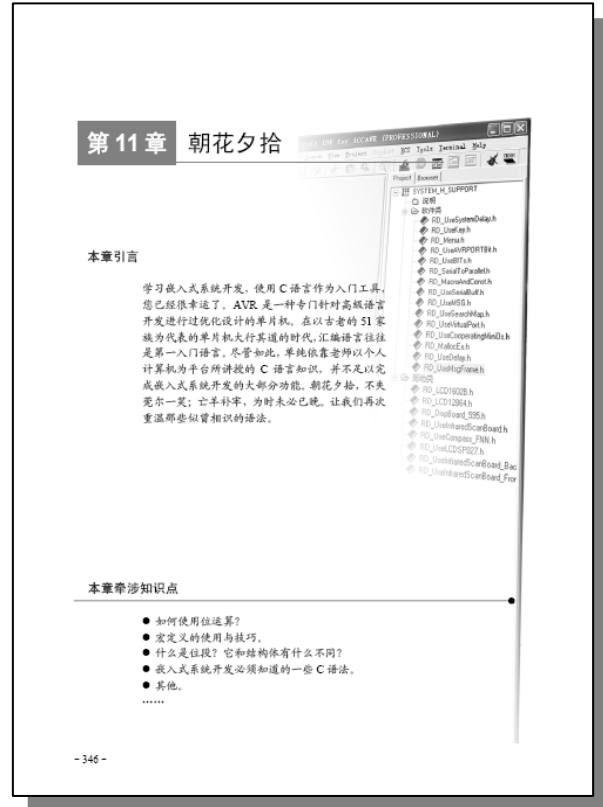 第 11 章 朝花夕拾
(PROFESSIONAL)
Tools Terminal Help
Project Browser
SYSTEM_H_SUPPORT
说明
软件类
RD_UseSystemDelay.h
RD_UseKey.h
RD_Menu.h
RD_UseAVRPORTBit.h
RD_UseBITs.h
RD_SerialToParallel.h
RD_MacroAndConst.h
RD_UseSerialBuff.h
RD_UseMSG.h
RD_UseSearchMap.h
RD_UseVirtualPort.h
RD_UseCooperatingMiniDs.h
RD_MallocEx.h
RD_UseDelay.h
RD_UseMsgFrame.h
RD_LCD1602B.h
RD_LCD12864.h
RD_DispBoard_595.h
RD_UseInfraredScanBoard.h
RD_UseCompass_FNN.h
RD_UseLCDSP027.h
RD_UseInfraredScanBoard_Bac
RD_UseInfraredScanBoard_Fror
本章引言
学习嵌入式系统开发，使用 C 语言作为入门工具，
您已经很幸运了。AVR 是一种专门针对高级语言
开发进行过优化设计的单片机。在以古老的 51 家
族为代表的单片机大行其道的时代，汇编语言往往
是第一入门语言。尽管如此，单纯依靠老师以个人
计算机为平台所讲授的 C 语言知识，并不足以完
成嵌入式系统开发的大部分功能。朝花夕拾，不失
莞尔一笑；亡羊补牢，为时未必已晚。让我们再次
重温那些似曾相识的语法。
本章牵涉知识点
● 如何使用位运算？
● 宏定义的使用与技巧。
● 什么是位段？它和结构体有什么不同？
● 嵌入式系统开发必须知道的一些 C 语法。
● 其他。
……
- 346 -